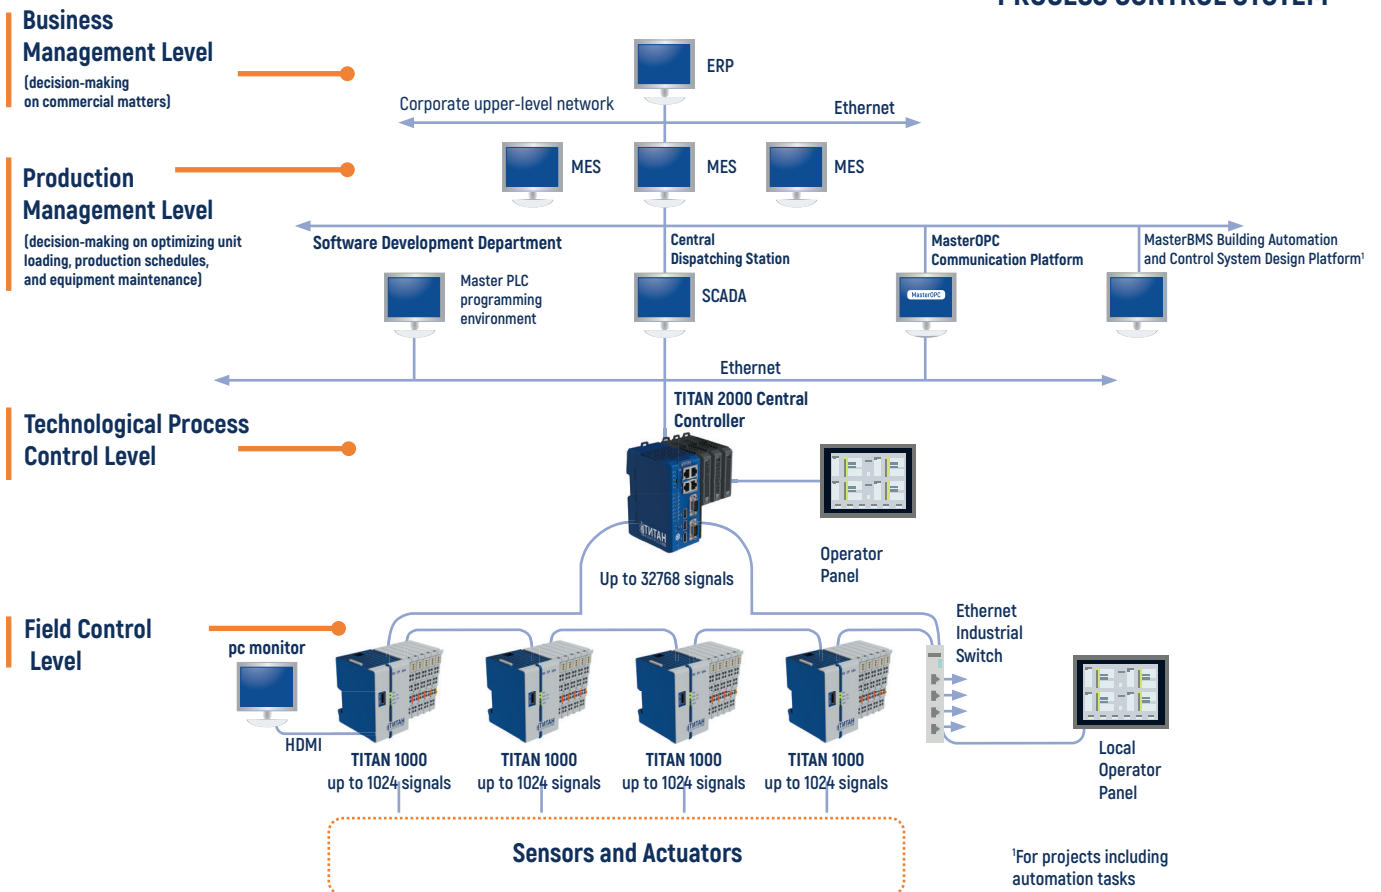 PROCESS CONTROL SYSTEM
Business
Management Level
(decision-making
on commercial matters)
ERP
Corporate upper-level network
Ethernet
MES
MES
MES
Production
Management Level
(decision-making on optimizing unit
loading, production schedules,
and equipment maintenance)
Software Development Department
Master PLC
programming
environment
Central
Dispatching Station
SCADA
MasterOPC
Communication Platform
MasterOPC
MasterBMS Building Automation
and Control System Design Platform¹
Ethernet
Technological Process
Control Level
TITAN 2000 Central
Controller
ТИТАН
Up to 32768 signals
Operator
Panel
Field Control
Level
pc monitor
HDMI
ТИТАН
ТИТАН
ТИТАН
ТИТАН
TITAN 1000
up to 1024 signals
TITAN 1000
up to 1024 signals
TITAN 1000
up to 1024 signals
TITAN 1000
up to 1024 signals
Ethernet
Industrial
Switch
Local
Operator
Panel
Sensors and Actuators
¹For projects including
automation tasks